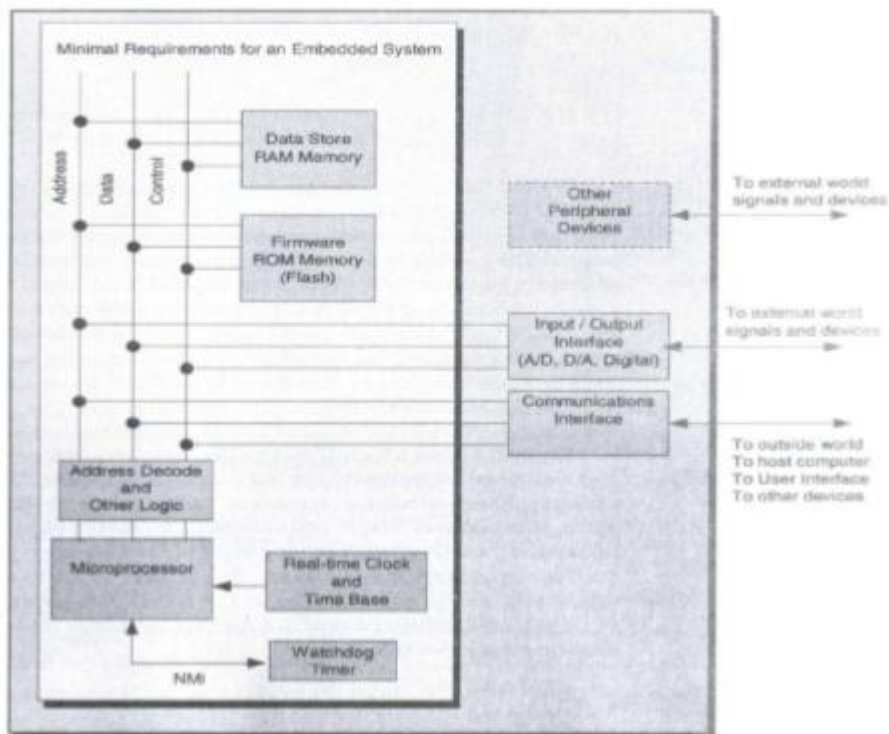 Minimal Requirements for an Embedded System
Address
Data
Control
Data Store
RAM Memory
Firmware
ROM Memory
(Flash)
Other
Peripheral
Devices
To external world
signals and devices
Input / Output
Interface
(A/D, D/A, Digital)
To external world
signals and devices
Communications
Interface
To outside world
To host computer
To User Interface
To other devices
Address Decode
and
Other Logic
Microprocessor
Real-time Clock
and
Time Base
Watchdog
Timer
NMI